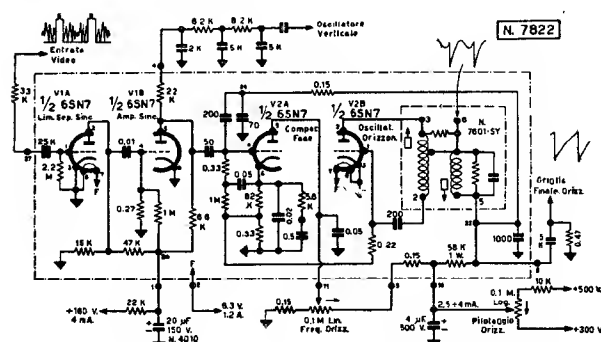 N. 7822
8.2 K
8.2 K
Oscillatore
Verticale
2 K
5 K
5 K
Entrata
Video
33
K
4
22
K
V1A
Lim. Sep. Sinc.
1/2 6SN7
V1B
Amp. Sinc.
1/2 6SN7
200
70
0.15
V2A
1/2 6SN7
Compar.
Fase
V2B
1/2 6SN7
Oscillat.
Orizzon.
N.
7601-SY
25K
0,01
50
2.2
M
0.27
1 M
6.8
K
0.33
0.05
1M
82
K
0.33
0.02
0.5
0.05
200
0.22
1000
15 K
47 K
0.15
58 K
1 W.
Griglia
Finale Orizz.
5
K
0.47
+160 V.
4 mA.
22 K
20 µF
150 V.
N. 4010
6.3 V.
1.2 A.
0.15
0.1 M Lin.
Freq. Orizz.
4 µF
500 V.
2,5÷4mA.
0.1 M.
Log.
Pilotaggio
Orizz.
10 K
+500 V.
+300 V.